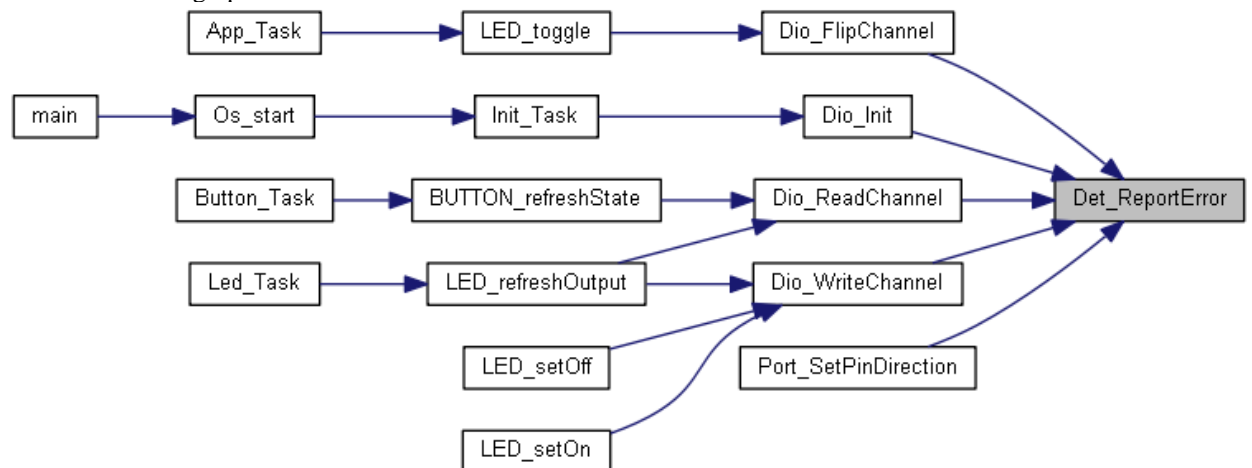 App_Task
LED_toggle
Dio_FlipChannel
main
Os_start
Init_Task
Dio_Init
Button_Task
BUTTON_refreshState
Dio_ReadChannel
Det_ReportError
Led_Task
LED_refreshOutput
Dio_WriteChannel
LED_setOff
Port_SetPinDirection
LED_setOn